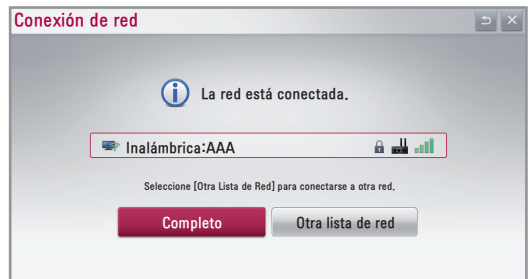 Conexión de red
La red está conectada.
Inalámbrica:AAA
Seleccione [Otra Lista de Red] para conectarse a otra red.
Completo
Otra lista de red